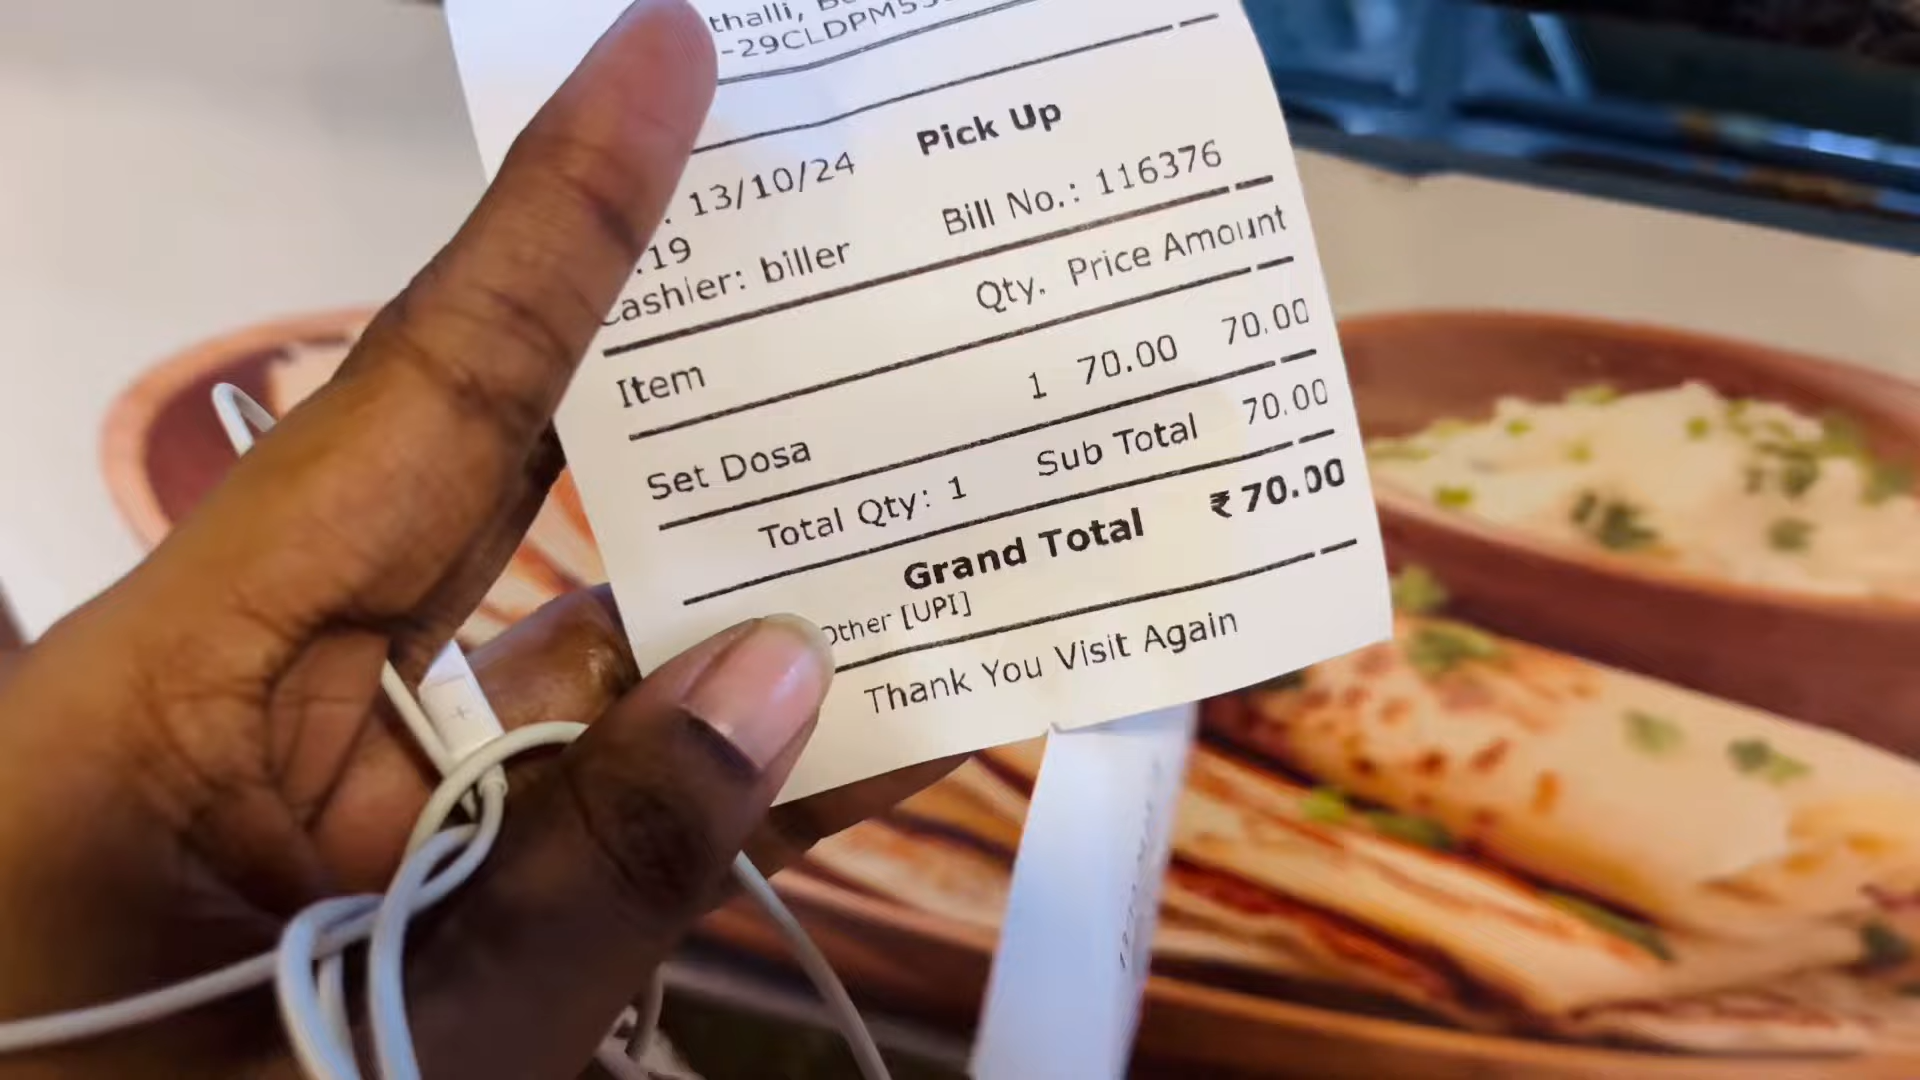 thalli,
-29CLDPM5
Pick Up
: 13/10/24
:19
Bill No.: 116376
Cashier: biller
Item Qty. Price Amount
Set Dosa 1 70.00 70.00
Total Qty: 1 Sub Total 70.00
Grand Total ₹ 70.00
Other [UPI]
Thank You Visit Again